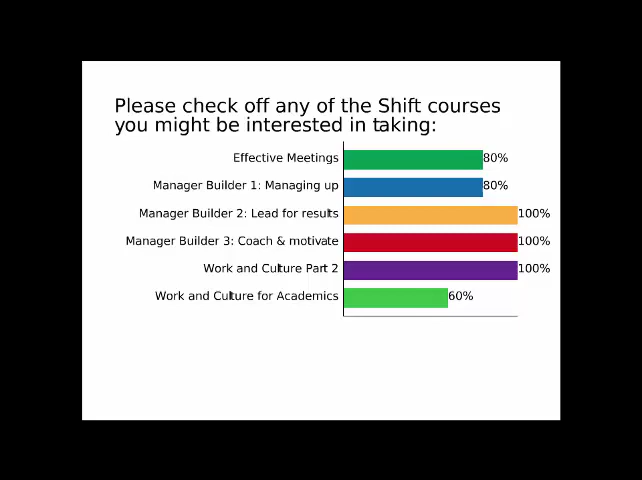 Please check off any of the Shift courses
you might be interested in taking:
Effective Meetings 80%
Manager Builder 1: Managing up 80%
Manager Builder 2: Lead for results 100%
Manager Builder 3: Coach & motivate 100%
Work and Culture Part 2 100%
Work and Culture for Academics 60%